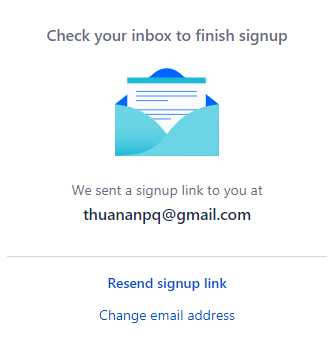 Check your inbox to finish signup
We sent a signup link to you at
thuananpq@gmail.com
Resend signup link
Change email address